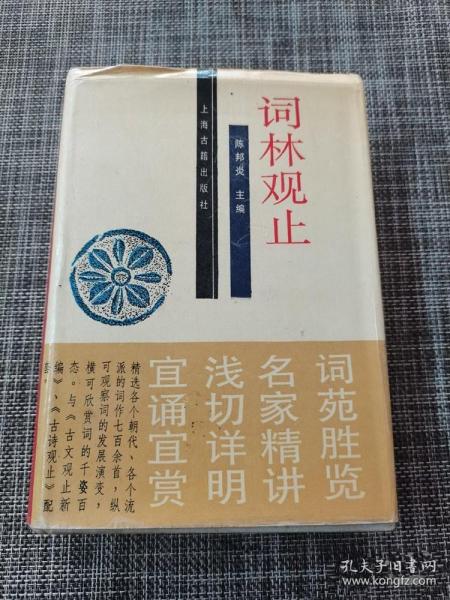 词林观止
陈邦炎 主编
上海古籍出版社
词苑胜览
名家精讲
浅切详明
宜诵宜赏
精选各个朝代、各个流
派的词作七百余首，纵
可观察词的发展演变，
横可欣赏词的千姿百
态。与《古文观止新
编》、《古诗观止》配
套。
孔夫子旧书网
www.kongfz.com